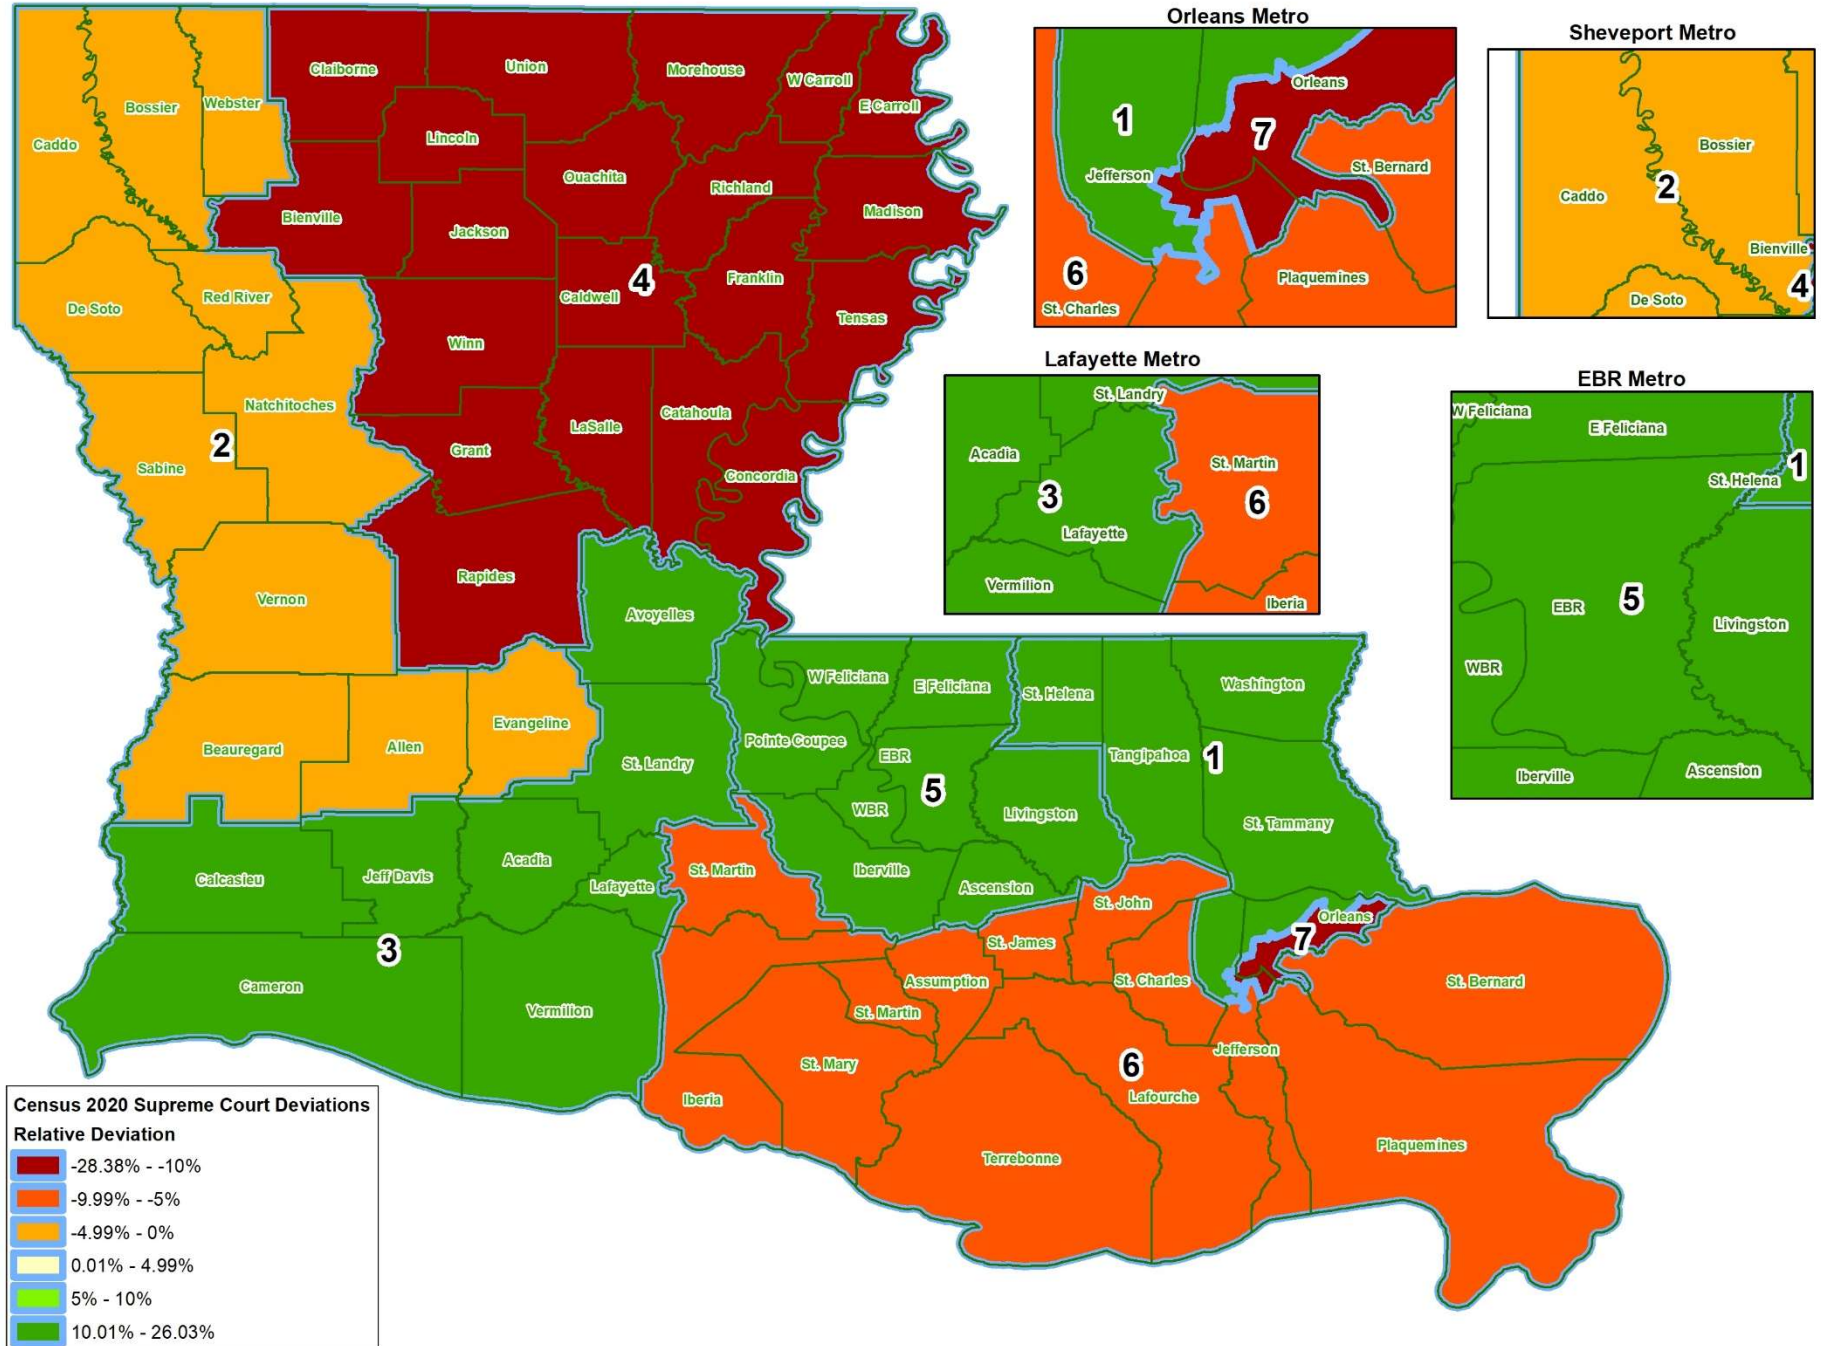 Orleans Metro
Sheveport Metro
Claiborne
Union
Morehouse
W Carroll
E Carroll
Caddo
Bossier
Webster
Lincoln
Ouachita
Richland
Madison
Bienville
Jackson
Franklin
Caldwell
4
Tensas
De Soto
Red River
Winn
Natchitoches
2
Sabine
LaSalle
Catahoula
Grant
Concordia
Rapides
Vernon
Avoyelles
Beauregard
Allen
Evangeline
St. Landry
W Feliciana
E Feliciana
St. Helena
Washington
Pointe Coupee
EBR
5
WBR
Livingston
Tangipahoa
1
St. Tammany
Calcasieu
Jeff Davis
Acadia
Lafayette
St. Martin
Iberville
Ascension
St. John
Orleans
7
3
Cameron
Vermilion
St. James
Assumption
St. Charles
St. Bernard
St. Martin
St. Mary
Jefferson
6
Iberia
Lafourche
Terrebonne
Plaquemines
Orleans
1
7
Jefferson
St. Bernard
6
Plaquemines
St. Charles
Bossier
Caddo
2
Bienville
4
De Soto
Lafayette Metro
St. Landry
Acadia
St. Martin
3
6
Lafayette
Vermilion
Iberia
EBR Metro
W Feliciana
E Feliciana
1
St. Helena
5
EBR
Livingston
WBR
Iberville
Ascension
Census 2020 Supreme Court Deviations
Relative Deviation
-28.38% - -10%
-9.99% - -5%
-4.99% - 0%
0.01% - 4.99%
5% - 10%
10.01% - 26.03%